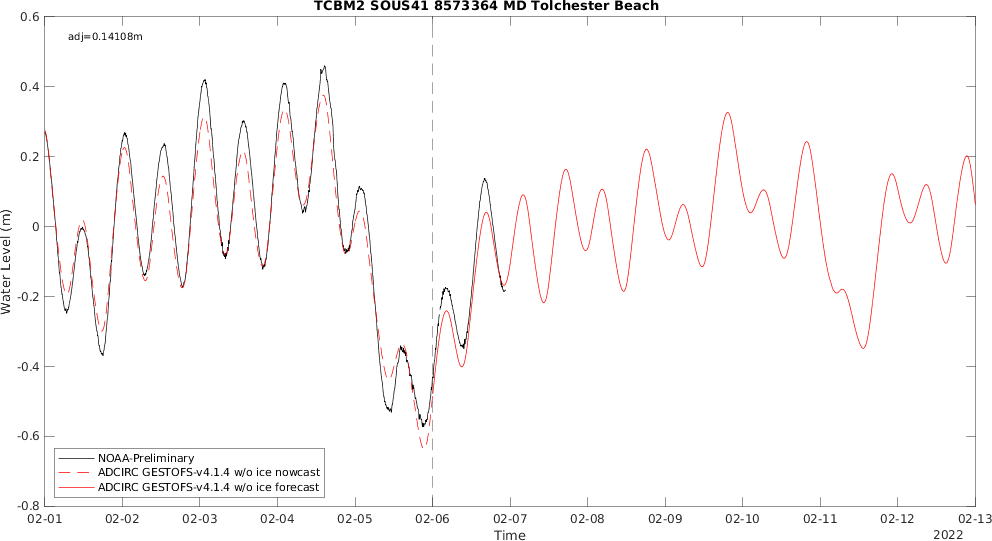 TCBM2 SOUS41 8573364 MD Tolchester Beach
adj=0.14108m
0.6
0.4
0.2
0
-0.2
-0.4
-0.6
-0.8
Water Level (m)
NOAA-Preliminary
ADCIRC GESTOFS-v4.1.4 w/o ice nowcast
ADCIRC GESTOFS-v4.1.4 w/o ice forecast
02-01 02-02 02-03 02-04 02-05 02-06 02-07 02-08 02-09 02-10 02-11 02-12 02-13
Time
2022